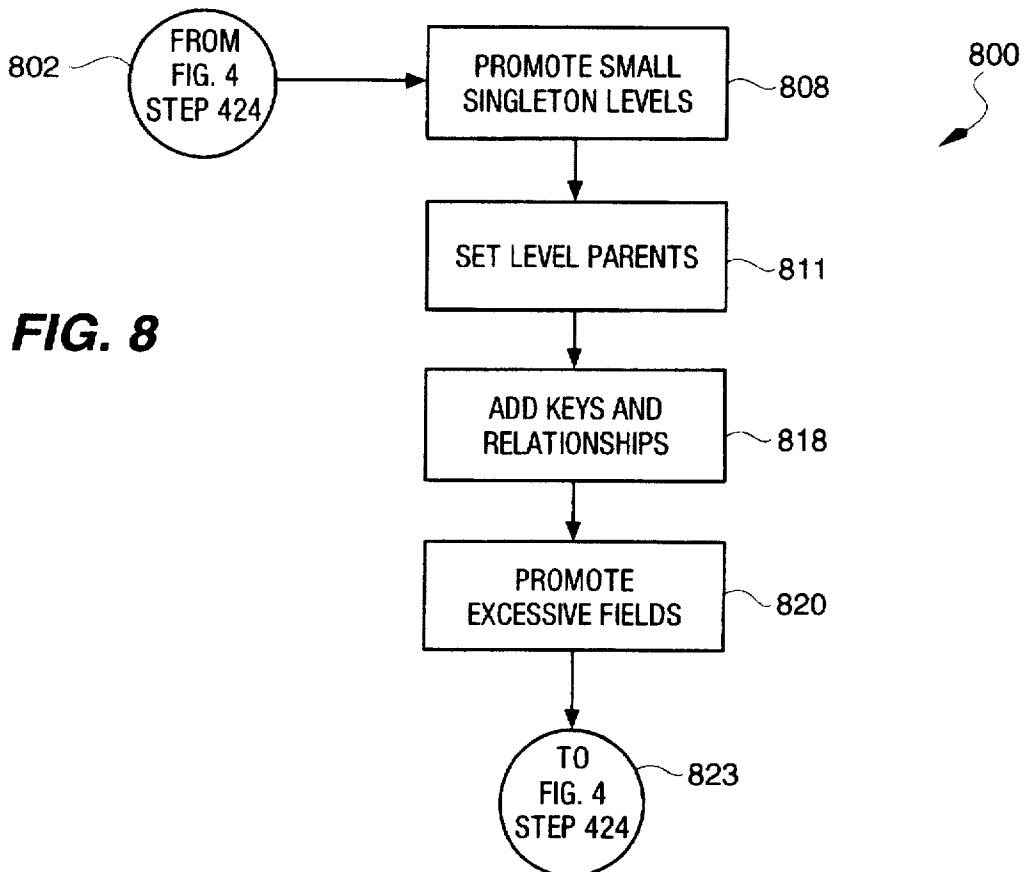 802
FROM
FIG. 4
STEP 424
PROMOTE SMALL
SINGLETON LEVELS
808
800
SET LEVEL PARENTS
811
FIG. 8
ADD KEYS AND
RELATIONSHIPS
818
PROMOTE
EXCESSIVE FIELDS
820
TO
FIG. 4
STEP 424
823